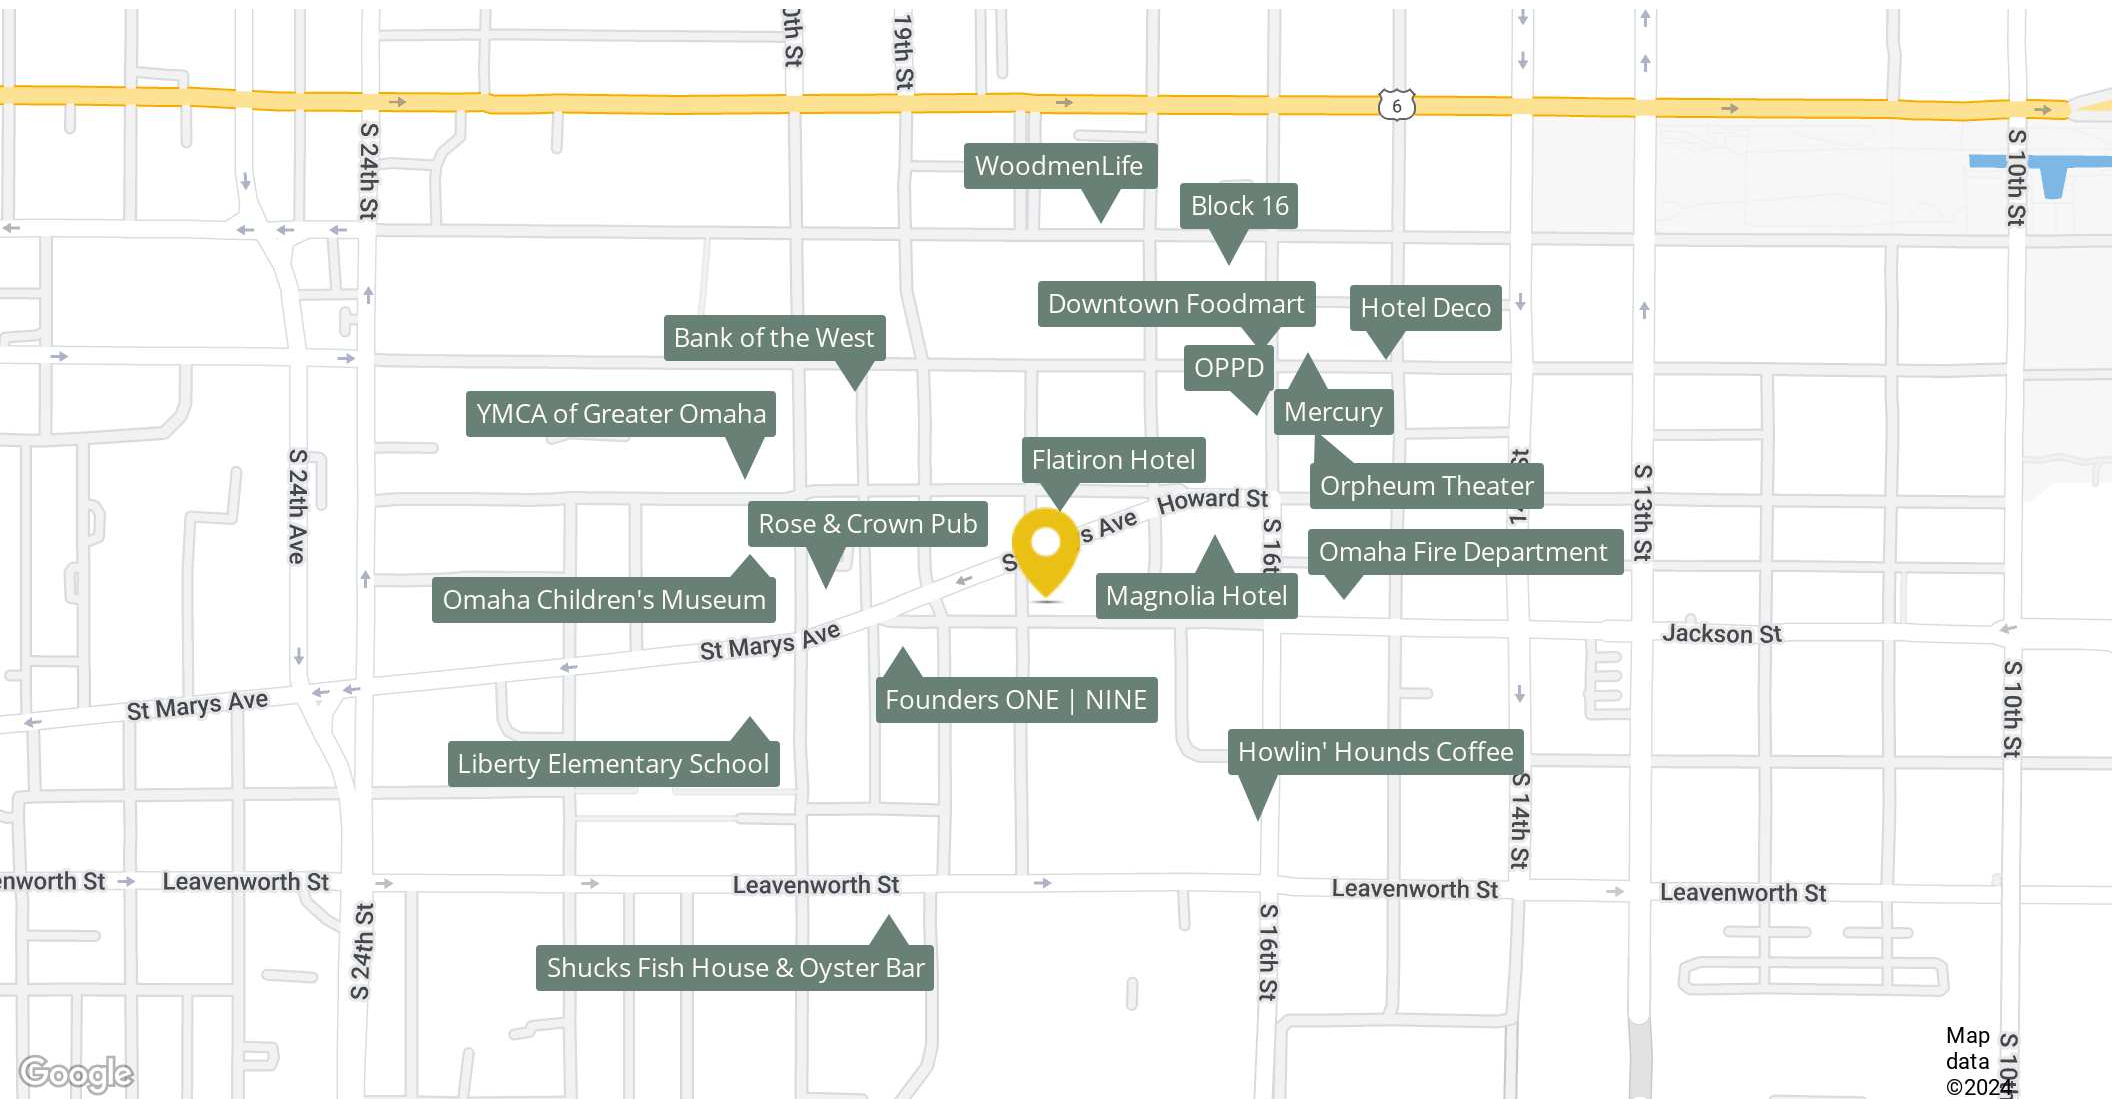 0th St
19th St
6
S 24th St
WoodmenLife
S 10th St
Block 16
Downtown Foodmart
Hotel Deco
Bank of the West
OPPD
YMCA of Greater Omaha
Mercury
Flatiron Hotel
Orpheum Theater
S 24th Ave
S 13th St
Howard St
s Ave
Rose & Crown Pub
S 16t
Omaha Fire Department
S
Omaha Children's Museum
Magnolia Hotel
St Marys Ave
Jackson St
Founders ONE | NINE
St Marys Ave
S 10th St
Howlin' Hounds Coffee
Liberty Elementary School
S 14th St
enworth St
Leavenworth St
Leavenworth St
Leavenworth St
Leavenworth St
S 24th St
S 16th St
Shucks Fish House & Oyster Bar
Map
data
©2024
S 10th
Google